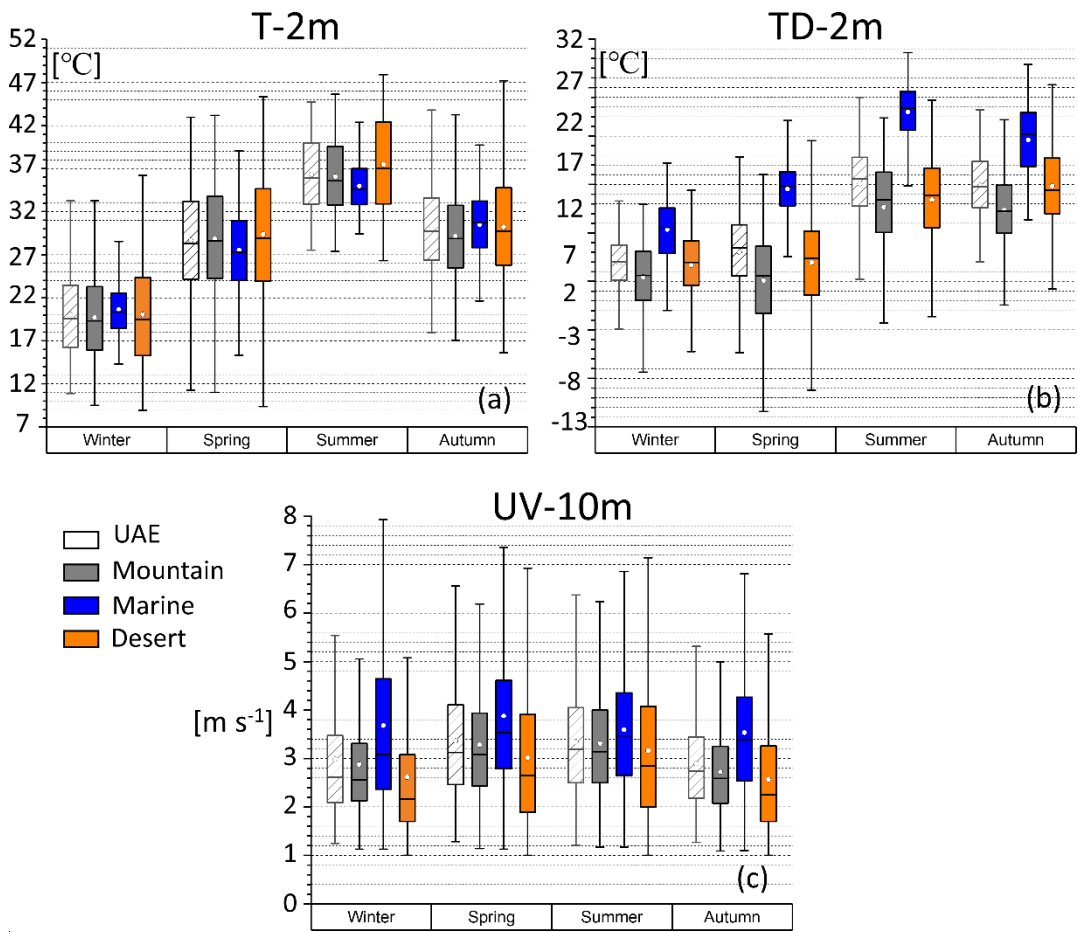 T-2m
52
[°C]
47
42
37
32
27
22
17
12
7
(a)
Winter Spring Summer Autumn
TD-2m
32
[°C]
27
22
17
12
7
2
-3
-8
-13
(b)
Winter Spring Summer Autumn
UV-10m
UAE
Mountain
Marine
Desert
8
7
6
5
4
[m s⁻¹]
3
2
1
0
(c)
Winter Spring Summer Autumn